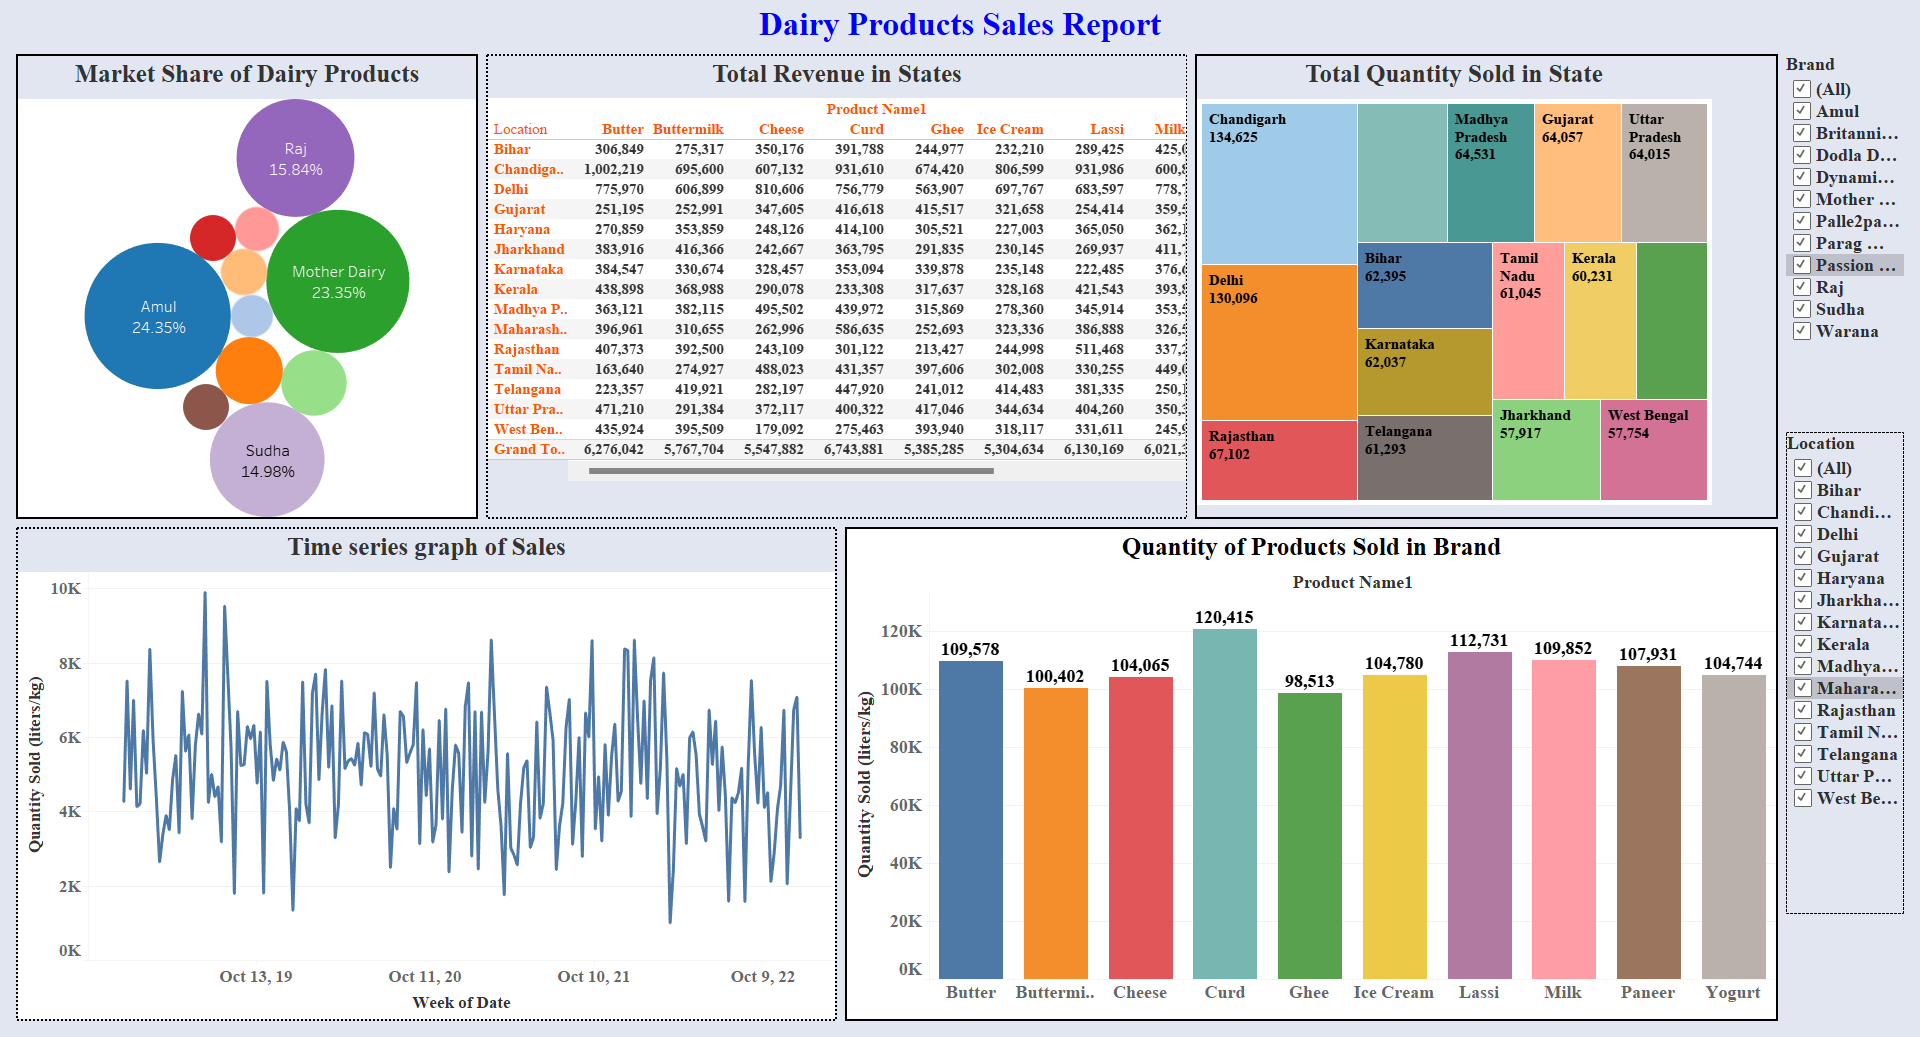 Dairy Products Sales Report
Market Share of Dairy Products
Raj
15.84%
Mother Dairy
23.35%
Amul
24.35%
Sudha
14.98%
Total Revenue in States
Product Name1
Location Butter Buttermilk Cheese Curd Ghee Ice Cream Lassi Milk
Bihar 306,849 275,317 350,176 391,788 244,977 232,210 289,425 425,
Chandiga.. 1,002,219 695,600 607,132 931,610 674,420 806,599 931,986 600,
Delhi 775,970 606,899 810,606 756,779 563,907 697,767 683,597 778,
Gujarat 251,195 252,991 347,605 416,618 415,517 321,658 254,414 359,
Haryana 270,859 353,859 248,126 414,100 305,521 227,003 365,050 362,
Jharkhand 383,916 416,366 242,667 363,795 291,835 230,145 269,937 411,
Karnataka 384,547 330,674 328,457 353,094 339,878 235,148 222,485 376,
Kerala 438,898 368,988 290,078 233,308 317,637 328,168 421,543 393,
Madhya P.. 363,121 382,115 495,502 439,972 315,869 278,360 345,914 353,
Maharash.. 396,961 310,655 262,996 586,635 252,693 323,336 386,888 326,
Rajasthan 407,373 392,500 243,109 301,122 213,427 244,998 511,468 337,
Tamil Na.. 163,640 274,927 488,023 431,357 397,606 302,008 330,255 449,
Telangana 223,357 419,921 282,197 447,920 241,012 414,483 381,335 250,
Uttar Pra.. 471,210 291,384 372,117 400,322 417,046 344,634 404,260 350,
West Ben.. 435,924 395,509 179,092 275,463 393,940 318,117 331,611 245,
Grand To.. 6,276,042 5,767,704 5,547,882 6,743,881 5,385,285 5,304,634 6,130,169 6,021,
Total Quantity Sold in State
Chandigarh
134,625
Madhya
Pradesh
64,531
Gujarat
64,057
Uttar
Pradesh
64,015
Delhi
130,096
Bihar
62,395
Tamil
Nadu
61,045
Kerala
60,231
Karnataka
62,037
Rajasthan
67,102
Telangana
61,293
Jharkhand
57,917
West Bengal
57,754
Brand
(All)
Amul
Britanni...
Dodla D...
Dynami...
Mother ...
Palle2pa...
Parag ...
Passion ...
Raj
Sudha
Warana
Location
(All)
Bihar
Chandi...
Delhi
Gujarat
Haryana
Jharkha...
Karnata...
Kerala
Madhya...
Mahara...
Rajasthan
Tamil N...
Telangana
Uttar P...
West Be...
Time series graph of Sales
Quantity Sold (liters/kg)
10K
8K
6K
4K
2K
0K
Oct 13, 19
Oct 11, 20
Oct 10, 21
Oct 9, 22
Week of Date
Quantity of Products Sold in Brand
Product Name1
Quantity Sold (liters/kg)
120K
100K
80K
60K
40K
20K
0K
109,578
100,402
104,065
120,415
98,513
104,780
112,731
109,852
107,931
104,744
Butter
Buttermi..
Cheese
Curd
Ghee
Ice Cream
Lassi
Milk
Paneer
Yogurt